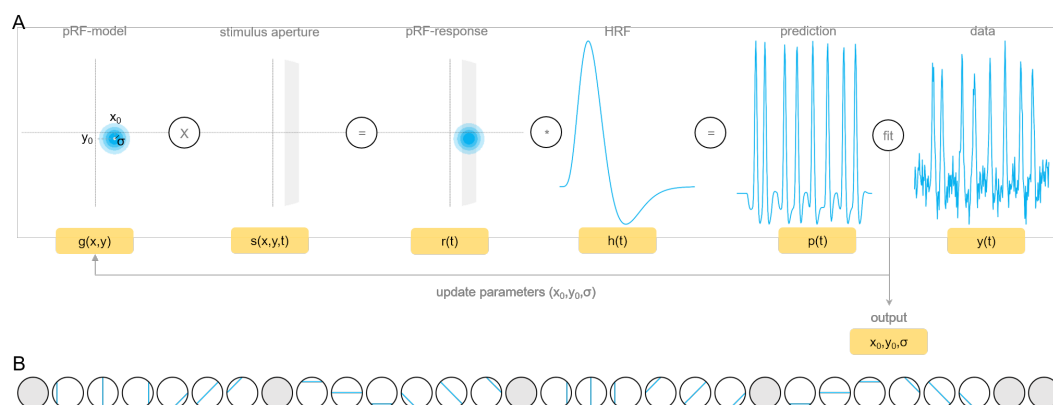 A
pRF-model stimulus aperture pRF-response HRF prediction data
x₀
y₀ σ
X = * = fit
g(x,y) s(x,y,t) r(t) h(t) p(t) y(t)
update parameters (x₀,y₀,σ)
output
x₀,y₀,σ
B